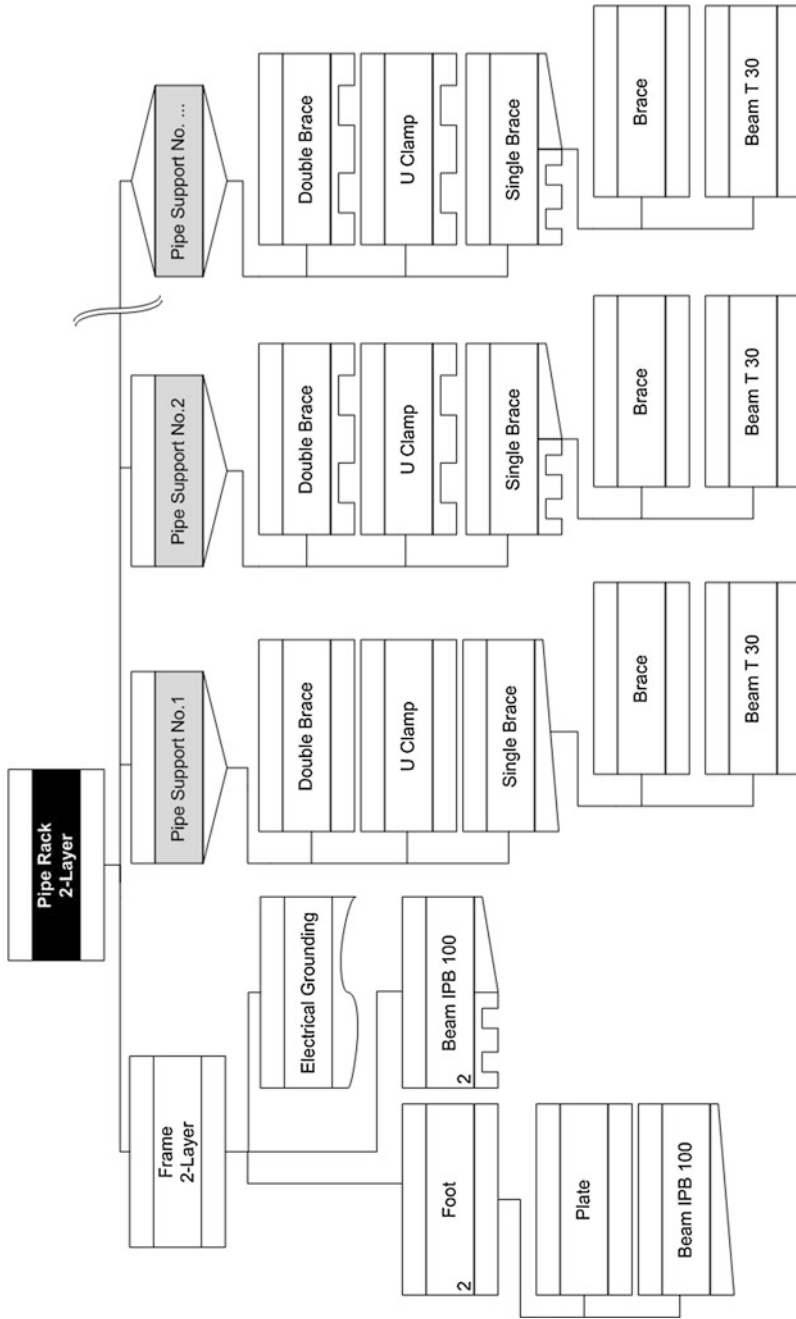 Pipe Rack
2-Layer
Frame
2-Layer
Foot
2
Plate
Beam IPB 100
Electrical Grounding
Beam IPB 100
2
Pipe Support No.1
Double Brace
U Clamp
Single Brace
Brace
Beam T 30
Pipe Support No.2
Double Brace
U Clamp
Single Brace
Brace
Beam T 30
Pipe Support No. ...
Double Brace
U Clamp
Single Brace
Brace
Beam T 30